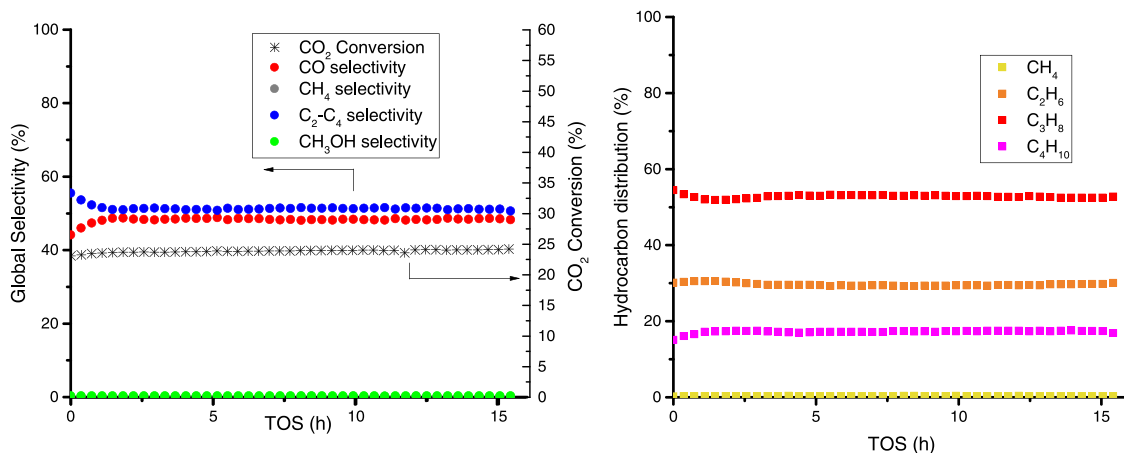 100
80
60
40
20
0
Global Selectivity (%)
CO₂ Conversion
CO selectivity
CH₄ selectivity
C₂-C₄ selectivity
CH₃OH selectivity
60
55
50
45
40
35
30
25
20
15
10
5
0
CO₂ Conversion (%)
0
5
10
15
TOS (h)
100
80
60
40
20
0
Hydrocarbon distribution (%)
CH₄
C₂H₆
C₃H₈
C₄H₁₀
0
5
10
15
TOS (h)